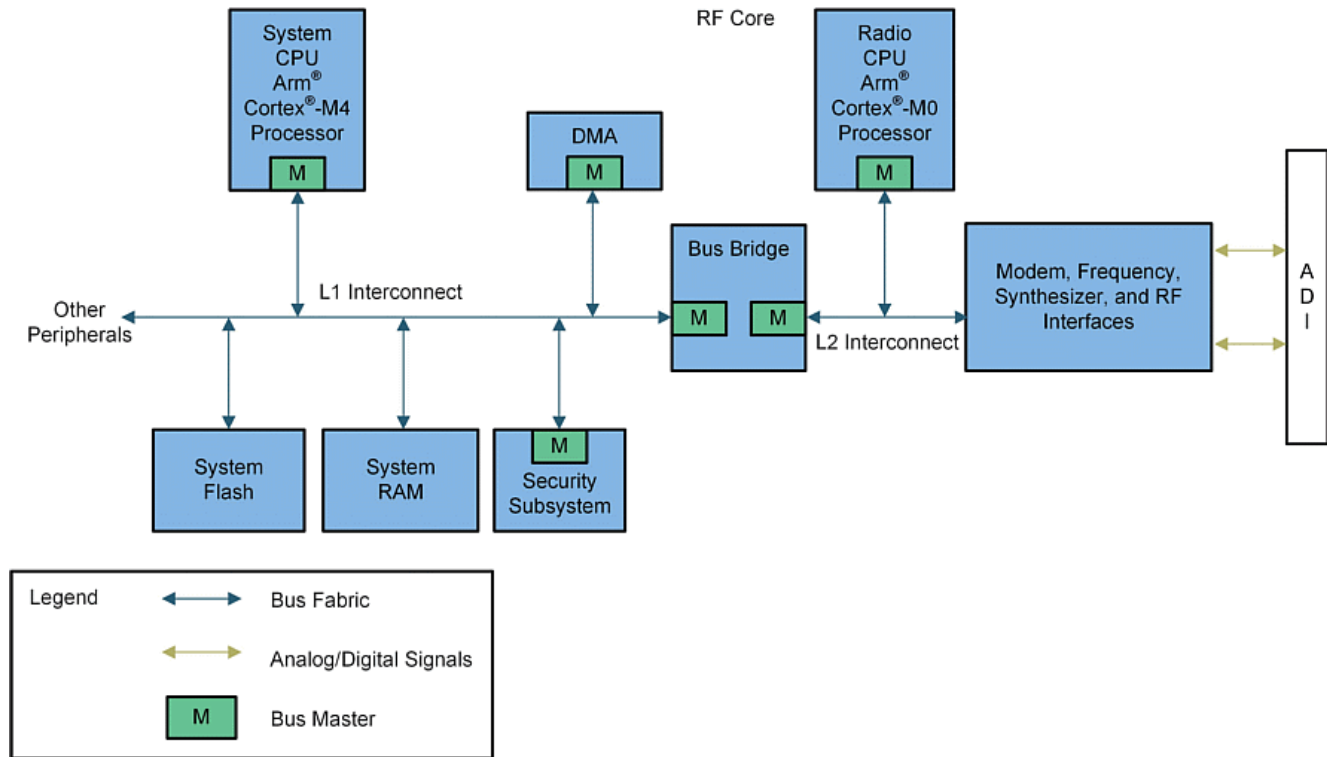 RF Core
System
CPU
Arm®
Cortex®-M4
Processor
M
DMA
M
Radio
CPU
Arm®
Cortex®-M0
Processor
M
Bus Bridge
M
M
Modem, Frequency,
Synthesizer, and RF
Interfaces
A
D
I
L1 Interconnect
Other
Peripherals
L2 Interconnect
System
Flash
System
RAM
M
Security
Subsystem
Legend
Bus Fabric
Analog/Digital Signals
M
Bus Master